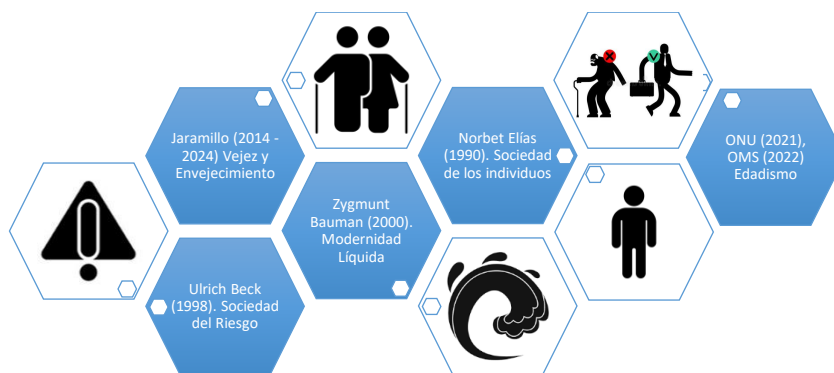 Jaramillo (2014 -
2024) Vejez y
Envejecimiento
Ulrich Beck
(1998). Sociedad
del Riesgo
Zygmunt
Bauman (2000).
Modernidad
Líquida
Norbet Elías
(1990). Sociedad
de los individuos
ONU (2021),
OMS (2022)
Edadismo